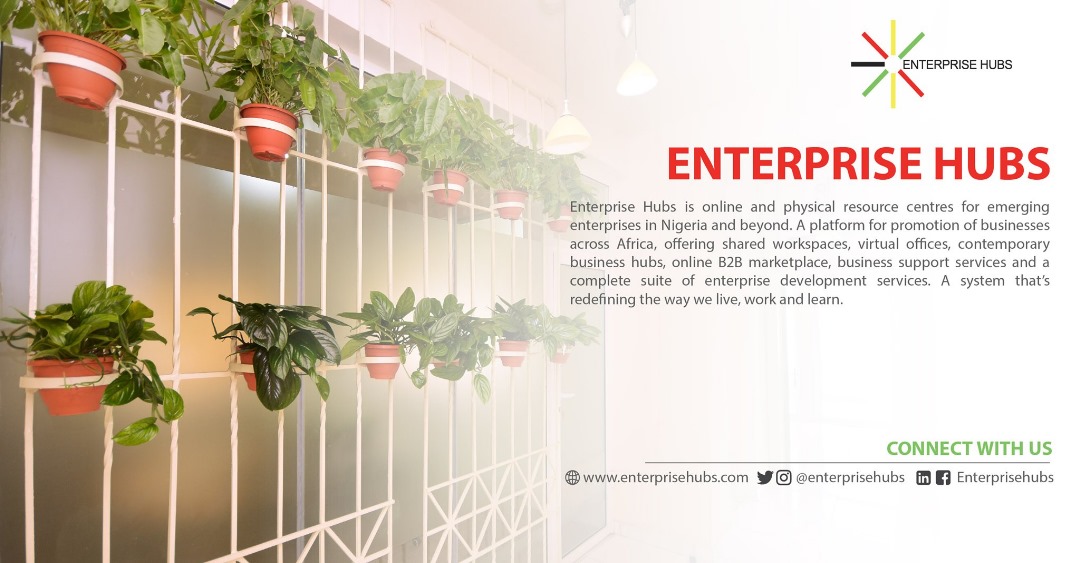 ENTERPRISE HUBS
ENTERPRISE HUBS
Enterprise Hubs is online and physical resource centres for emerging
enterprises in Nigeria and beyond. A platform for promotion of businesses
across Africa, offering shared workspaces, virtual offices, contemporary
business hubs, online B2B marketplace, business support services and a
complete suite of enterprise development services. A system that's
redefining the way we live, work and learn.
CONNECT WITH US
www.enterprisehubs.com @enterprisehubs Enterprisehubs